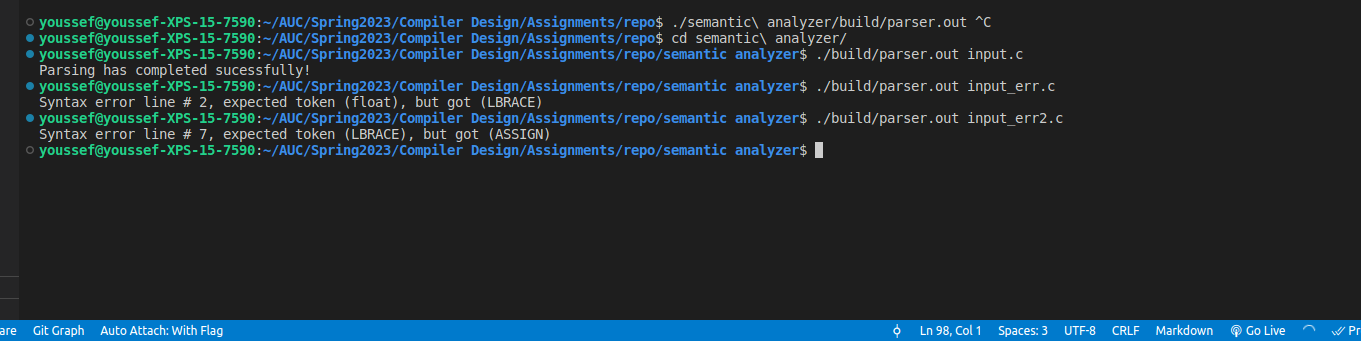 youssef@youssef-XPS-15-7590:~/AUC/Spring2023/Compiler Design/Assignments/repo$ ./semantic\ analyzer/build/parser.out ^C
youssef@youssef-XPS-15-7590:~/AUC/Spring2023/Compiler Design/Assignments/repo$ cd semantic\ analyzer/
youssef@youssef-XPS-15-7590:~/AUC/Spring2023/Compiler Design/Assignments/repo/semantic analyzer$ ./build/parser.out input.c
Parsing has completed sucessfully!
youssef@youssef-XPS-15-7590:~/AUC/Spring2023/Compiler Design/Assignments/repo/semantic analyzer$ ./build/parser.out input_err.c
Syntax error line # 2, expected token (float), but got (LBRACE)
youssef@youssef-XPS-15-7590:~/AUC/Spring2023/Compiler Design/Assignments/repo/semantic analyzer$ ./build/parser.out input_err2.c
Syntax error line # 7, expected token (LBRACE), but got (ASSIGN)
youssef@youssef-XPS-15-7590:~/AUC/Spring2023/Compiler Design/Assignments/repo/semantic analyzer$
are Git Graph Auto Attach: With Flag Ln 98, Col 1 Spaces: 3 UTF-8 CRLF Markdown Go Live Pr